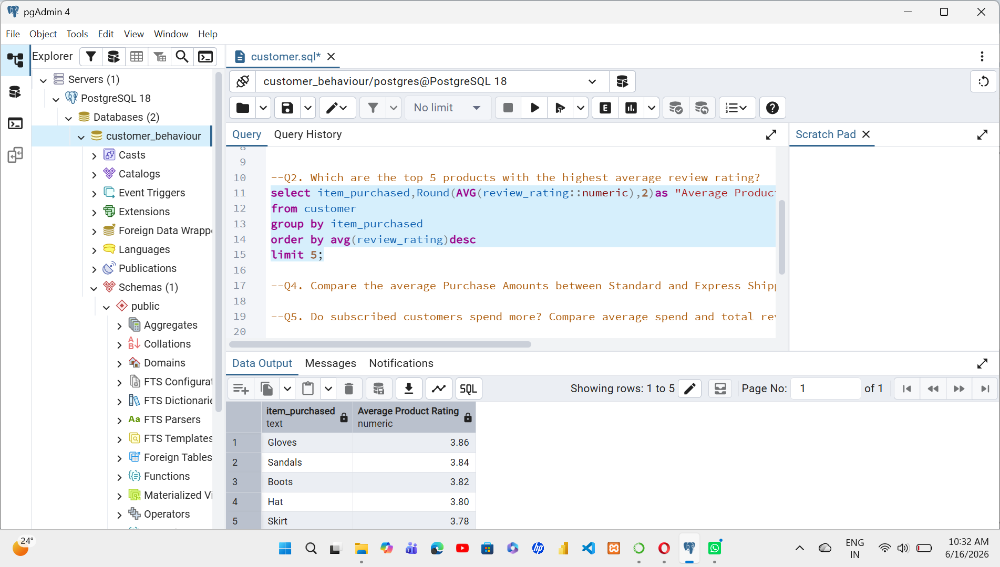 pgAdmin 4
File Object Tools Edit View Window Help
Explorer
customer.sql*
Servers (1)
PostgreSQL 18
Databases (2)
customer_behaviour
Casts
Catalogs
Event Triggers
Extensions
Foreign Data Wrappe
Languages
Publications
Schemas (1)
public
Aggregates
Collations
Domains
FTS Configurat
FTS Dictionarie
FTS Parsers
FTS Templates
Foreign Tables
Functions
Materialized Vi
Operators
customer_behaviour/postgres@PostgreSQL 18
No limit
E
Query Query History
Scratch Pad
8
9
10 --Q2. Which are the top 5 products with the highest average review rating?
11 select item_purchased,Round(AVG(review_rating::numeric),2)as "Average Produc
12 from customer
13 group by item_purchased
14 order by avg(review_rating)desc
15 limit 5;
16
17 --Q4. Compare the average Purchase Amounts between Standard and Express Ship
18
19 --Q5. Do subscribed customers spend more? Compare average spend and total re
20
Data Output Messages Notifications
SQL
Showing rows: 1 to 5
Page No: 1 of 1
item_purchased Average Product Rating
text numeric
1 Gloves 3.86
2 Sandals 3.84
3 Boots 3.82
4 Hat 3.80
5 Skirt 3.78
24°
ENG
IN
10:32 AM
6/16/2026